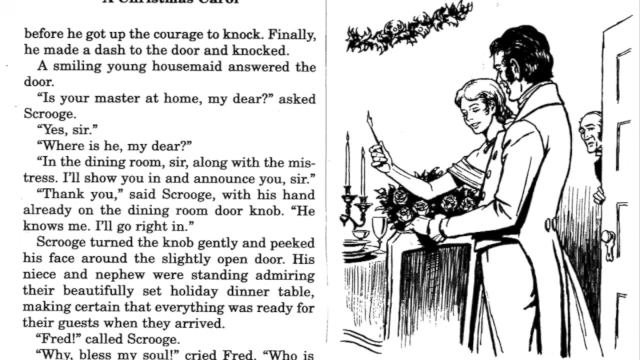 A Christmas Carol
before he got up the courage to knock. Finally,
he made a dash to the door and knocked.
A smiling young housemaid answered the
door.
“Is your master at home, my dear?” asked
Scrooge.
“Yes, sir.”
“Where is he, my dear?”
“In the dining room, sir, along with the mis-
tress. I’ll show you in and announce you, sir.”
“Thank you,” said Scrooge, with his hand
already on the dining room door knob. “He
knows me. I’ll go right in.”
Scrooge turned the knob gently and peeked
his face around the slightly open door. His
niece and nephew were standing admiring
their beautifully set holiday dinner table,
making certain that everything was ready for
their guests when they arrived.
“Fred!” called Scrooge.
“Why, bless my soul!” cried Fred. “Who is